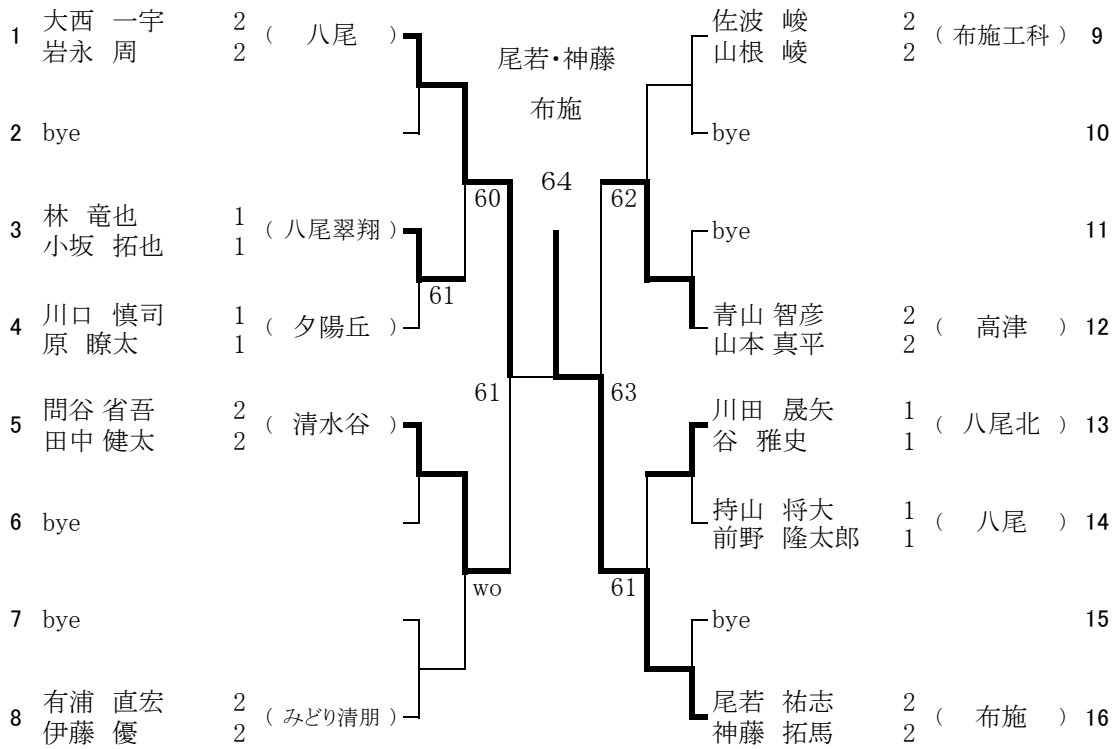 1 大西 一宇 2 ( 八尾 )
岩永 周 2
2 bye
3 林 竜也 1 ( 八尾翠翔 )
小坂 拓也 1
4 川口 慎司 1 ( 夕陽丘 )
原 瞭太 1
5 問谷 省吾 2 ( 清水谷 )
田中 健太 2
6 bye
7 bye
8 有浦 直宏 2 ( みどり清朋 )
伊藤 優 2
60
61
61
wo
尾若・神藤
布施
64
62
63
61
佐波 峻 2 ( 布施工科 ) 9
山根 崚 2
bye 10
bye 11
青山 智彦 2 ( 高津 ) 12
山本 真平 2
川田 晟矢 1 ( 八尾北 ) 13
谷 雅史 1
持山 将大 1 ( 八尾 ) 14
前野 隆太郎 1
bye 15
尾若 祐志 2 ( 布施 ) 16
神藤 拓馬 2